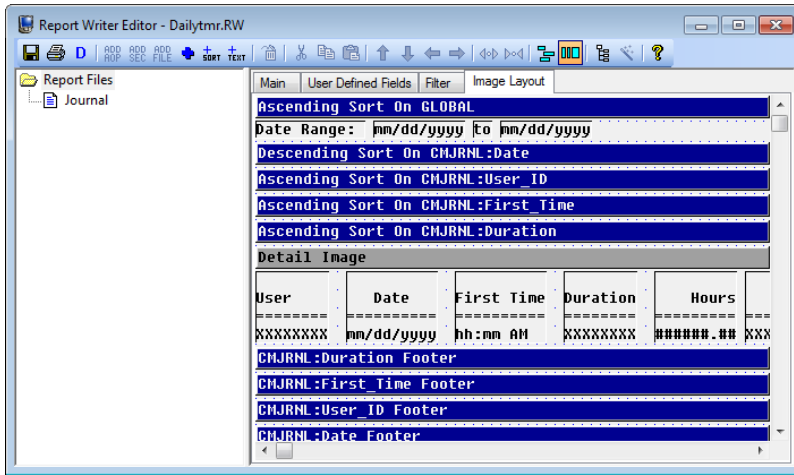 Report Writer Editor - Dailytmr.RW
D ADD AOP ADD SEC ADD FILE SORT TEXT ?
Report Files
Journal
Main User Defined Fields Filter Image Layout
Ascending Sort On GLOBAL
Date Range: mm/dd/yyyy to mm/dd/yyyy
Descending Sort On CMJRNL:Date
Ascending Sort On CMJRNL:User_ID
Ascending Sort On CMJRNL:First_Time
Ascending Sort On CMJRNL:Duration
Detail Image
User Date First Time Duration Hours
======== ========== ========== ======== ========= ===
XXXXXXXX mm/dd/yyyy hh:mm AM XXXXXXXX ######.## XXX
CMJRNL:Duration Footer
CMJRNL:First_Time Footer
CMJRNL:User_ID Footer
CMJRNL:Date Footer